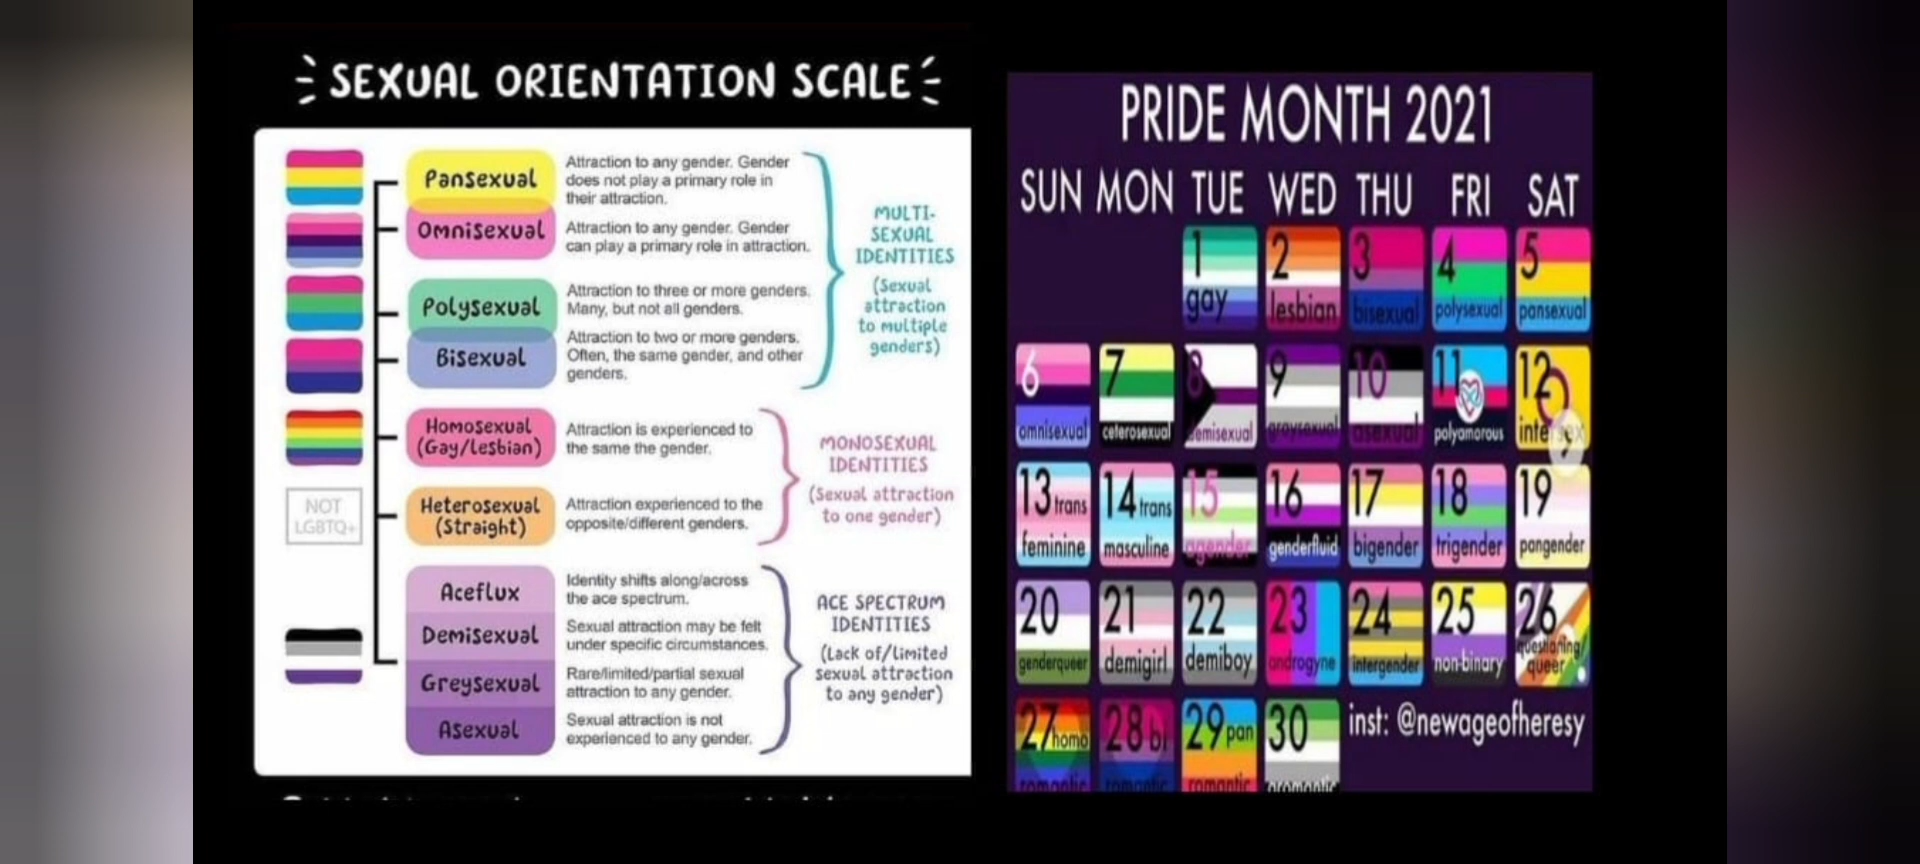 SEXUAL ORIENTATION SCALE
Pansexual
Attraction to any gender. Gender
does not play a primary role in
their attraction.
Omnisexual
Attraction to any gender. Gender
can play a primary role in attraction.
Polysexual
Attraction to three or more genders.
Many, but not all genders.
Bisexual
Attraction to two or more genders.
Often, the same gender, and other
genders.
MULTI-
SEXUAL
IDENTITIES
(Sexual
attraction
to multiple
genders)
Homosexual
(Gay/Lesbian)
Attraction is experienced to
the same the gender.
NOT
LGBTQ+
Heterosexual
(Straight)
Attraction experienced to the
opposite/different genders.
MONOSEXUAL
IDENTITIES
(Sexual attraction
to one gender)
Aceflux
Identity shifts along/across
the ace spectrum.
Demisexual
Sexual attraction may be felt
under specific circumstances.
Greysexual
Rare/limited/partial sexual
attraction to any gender.
Asexual
Sexual attraction is not
experienced to any gender.
ACE SPECTRUM
IDENTITIES
(Lack of/limited
sexual attraction
to any gender)
PRIDE MONTH 2021
SUN MON TUE WED THU FRI SAT
1 2 3 4 5
gay lesbian bisexual polysexual pansexual
6 7 8 9 10 11 12
omnisexual ceterosexual demisexual graysexual asexual polyamorous intersex
13 trans 14 trans 15 16 17 18 19
feminine masculine agender genderfluid bigender trigender pangender
20 21 22 23 24 25 26
genderqueer demigirl demiboy androgyne intergender non-binary questioning
queer
27 homo 28 bi 29 pan 30
romantic romantic romantic aromantic
inst: @newageofheresy